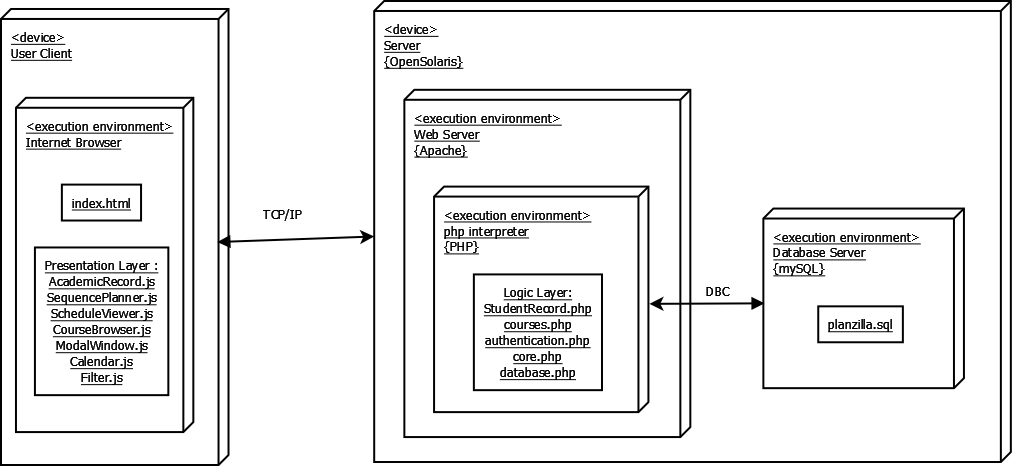 <device>
User Client
<execution environment>
Internet Browser
index.html
Presentation Layer :
AcademicRecord.js
SequencePlanner.js
ScheduleViewer.js
CourseBrowser.js
ModalWindow.js
Calendar.js
Filter.js
TCP/IP
<device>
Server
{OpenSolaris}
<execution environment>
Web Server
{Apache}
<execution environment>
php interpreter
{PHP}
Logic Layer:
StudentRecord.php
courses.php
authentication.php
core.php
database.php
DBC
<execution environment>
Database Server
{mySQL}
planzilla.sql